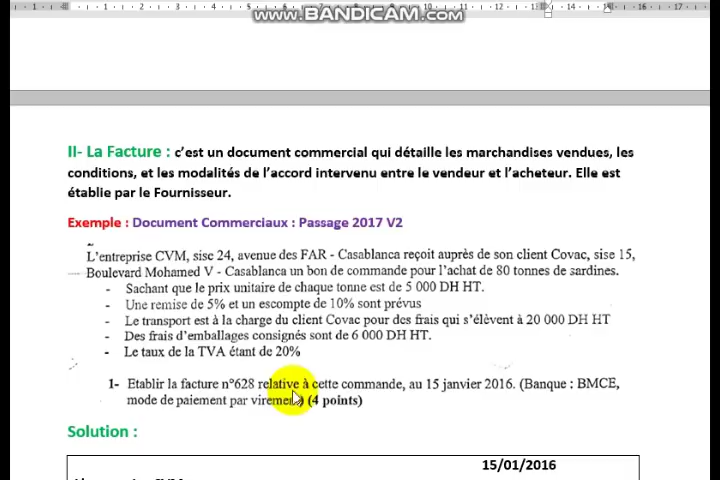 www.BANDICAM.com
II- La Facture : c'est un document commercial qui détaille les marchandises vendues, les
conditions, et les modalités de l'accord intervenu entre le vendeur et l'acheteur. Elle est
établie par le Fournisseur.
Exemple : Document Commerciaux : Passage 2017 V2
L'entreprise CVM, sise 24, avenue des FAR - Casablanca reçoit auprès de son client Covac, sise 15,
Boulevard Mohamed V - Casablanca un bon de commande pour l'achat de 80 tonnes de sardines.
- Sachant que le prix unitaire de chaque tonne est de 5 000 DH HT.
- Une remise de 5% et un escompte de 10% sont prévus
- Le transport est à la charge du client Covac pour des frais qui s'élèvent à 20 000 DH HT
- Des frais d'emballages consignés sont de 6 000 DH HT.
- Le taux de la TVA étant de 20%
1- Etablir la facture n°628 relative à cette commande, au 15 janvier 2016. (Banque : BMCE,
mode de paiement par virement) (4 points)
Solution :
15/01/2016